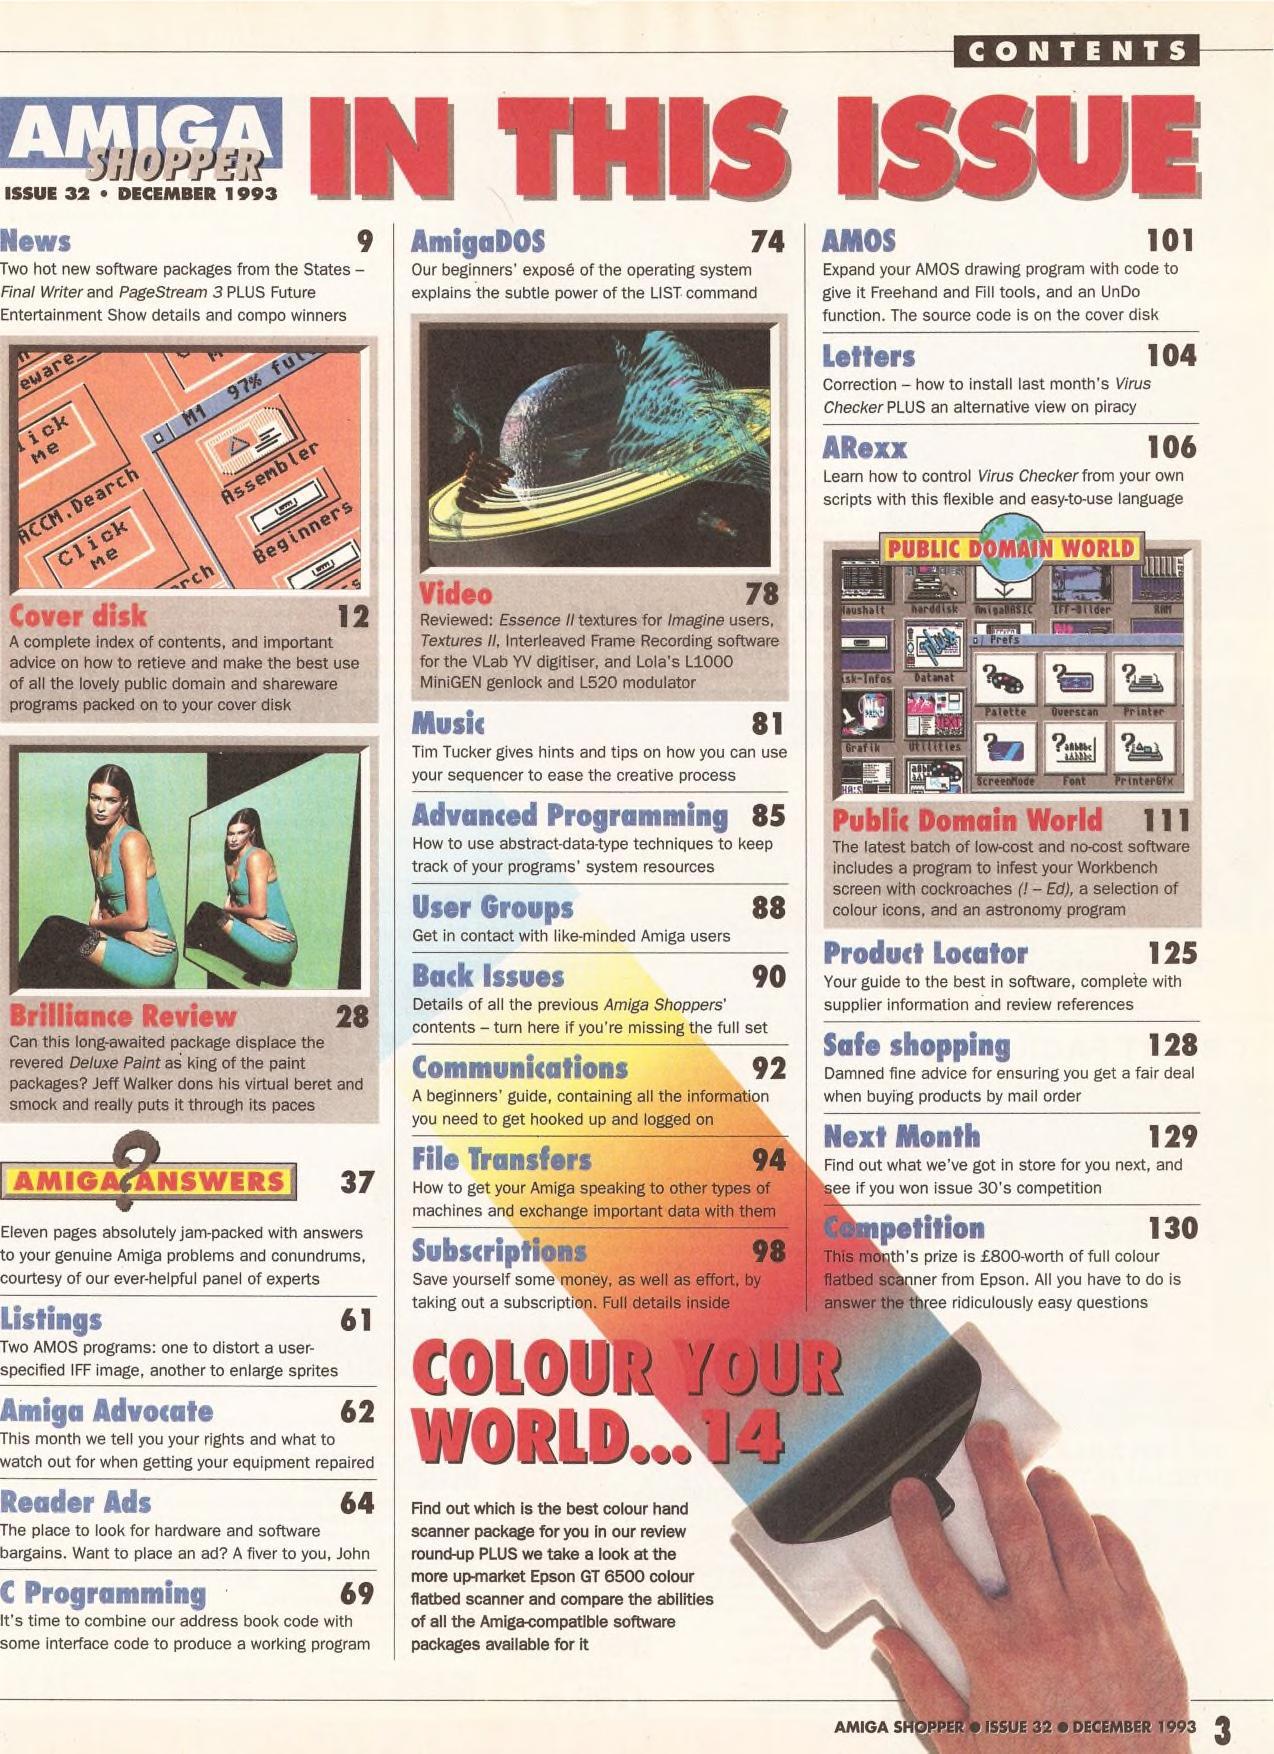 CONTENTS
AMIGA
SHOPPER
ISSUE 32 • DECEMBER 1993
IN THIS ISSUE
News 9
Two hot new software packages from the States –
Final Writer and PageStream 3 PLUS Future
Entertainment Show details and compo winners
eware_
lick
me
M1 97% ful
Assembler
ACCM.Dearch
Click
me
Beginners
rch
Cover disk 12
A complete index of contents, and important
advice on how to retieve and make the best use
of all the lovely public domain and shareware
programs packed on to your cover disk
Brilliance Review 28
Can this long-awaited package displace the
revered Deluxe Paint as king of the paint
packages? Jeff Walker dons his virtual beret and
smock and really puts it through its paces
AMIGA ? ANSWERS 37
Eleven pages absolutely jam-packed with answers
to your genuine Amiga problems and conundrums,
courtesy of our ever-helpful panel of experts
Listings 61
Two AMOS programs: one to distort a user-
specified IFF image, another to enlarge sprites
Amiga Advocate 62
This month we tell you your rights and what to
watch out for when getting your equipment repaired
Reader Ads 64
The place to look for hardware and software
bargains. Want to place an ad? A fiver to you, John
C Programming 69
It's time to combine our address book code with
some interface code to produce a working program
AmigaDOS 74
Our beginners' exposé of the operating system
explains the subtle power of the LIST command
Video 78
Reviewed: Essence II textures for Imagine users,
Textures II, Interleaved Frame Recording software
for the VLab YV digitiser, and Lola's L1000
MiniGEN genlock and L520 modulator
Music 81
Tim Tucker gives hints and tips on how you can use
your sequencer to ease the creative process
Advanced Programming 85
How to use abstract-data-type techniques to keep
track of your programs' system resources
User Groups 88
Get in contact with like-minded Amiga users
Back Issues 90
Details of all the previous Amiga Shoppers'
contents – turn here if you're missing the full set
Communications 92
A beginners' guide, containing all the information
you need to get hooked up and logged on
File Transfers 94
How to get your Amiga speaking to other types of
machines and exchange important data with them
Subscriptions 98
Save yourself some money, as well as effort, by
taking out a subscription. Full details inside
COLOUR YOUR
WORLD...14
Find out which is the best colour hand
scanner package for you in our review
round-up PLUS we take a look at the
more up-market Epson GT 6500 colour
flatbed scanner and compare the abilities
of all the Amiga-compatible software
packages available for it
AMOS 101
Expand your AMOS drawing program with code to
give it Freehand and Fill tools, and an UnDo
function. The source code is on the cover disk
Letters 104
Correction – how to install last month's Virus
Checker PLUS an alternative view on piracy
ARexx 106
Learn how to control Virus Checker from your own
scripts with this flexible and easy-to-use language
PUBLIC DOMAIN WORLD
Haushalt harddisk AmigaBASIC IFF-Bilder RAM
Prefs
sk-Infos Datamat
Palette Overscan Printer
Grafik Utilities
ScreenMode Font PrinterGfx
Public Domain World 111
The latest batch of low-cost and no-cost software
includes a program to infest your Workbench
screen with cockroaches (! – Ed), a selection of
colour icons, and an astronomy program
Product Locator 125
Your guide to the best in software, complete with
supplier information and review references
Safe shopping 128
Damned fine advice for ensuring you get a fair deal
when buying products by mail order
Next Month 129
Find out what we've got in store for you next, and
see if you won issue 30's competition
Competition 130
This month's prize is £800-worth of full colour
flatbed scanner from Epson. All you have to do is
answer the three ridiculously easy questions
AMIGA SHOPPER ● ISSUE 32 ● DECEMBER 1993 3